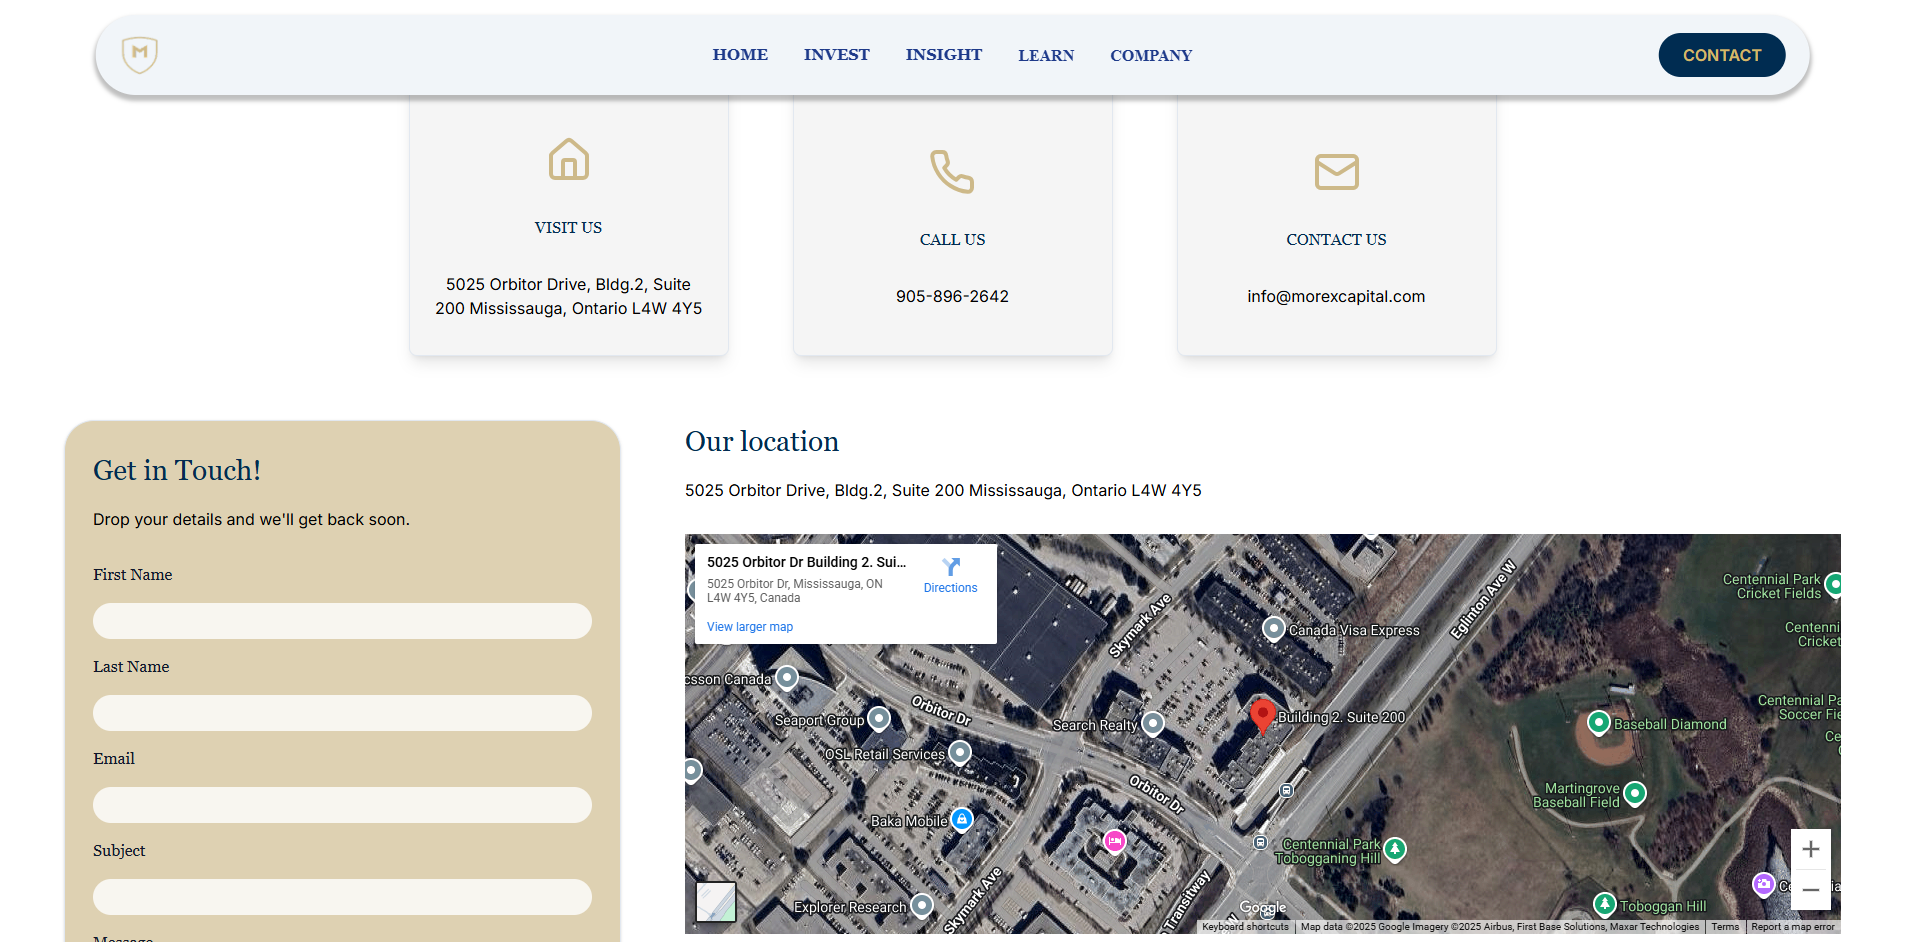 M
HOME INVEST INSIGHT LEARN COMPANY
CONTACT
VISIT US
5025 Orbitor Drive, Bldg.2, Suite
200 Mississauga, Ontario L4W 4Y5
CALL US
905-896-2642
CONTACT US
info@morexcapital.com
Get in Touch!
Drop your details and we'll get back soon.
First Name
Last Name
Email
Subject
Message
Our location
5025 Orbitor Drive, Bldg.2, Suite 200 Mississauga, Ontario L4W 4Y5
5025 Orbitor Dr Building 2. Sui...
5025 Orbitor Dr, Mississauga, ON
L4W 4Y5, Canada
Directions
View larger map
Skymark Ave
Eglinton Ave W
Centennial Park
Cricket Fields
Centenni
Cricket
Canada Visa Express
csson Canada
Seaport Group
Orbitor Dr
Search Realty
Building 2. Suite 200
Centennial Pa
Soccer Fie
Ce
Baseball Diamond
OSL Retail Services
Orbitor Dr
Martingrove
Baseball Field
Baka Mobile
Centennial Park
Tobogganing Hill
Skymark Ave
Transitway
Explorer Research
Toboggan Hill
Google
Keyboard shortcuts Map data ©2025 Google Imagery ©2025 Airbus, First Base Solutions, Maxar Technologies Terms Report a map error